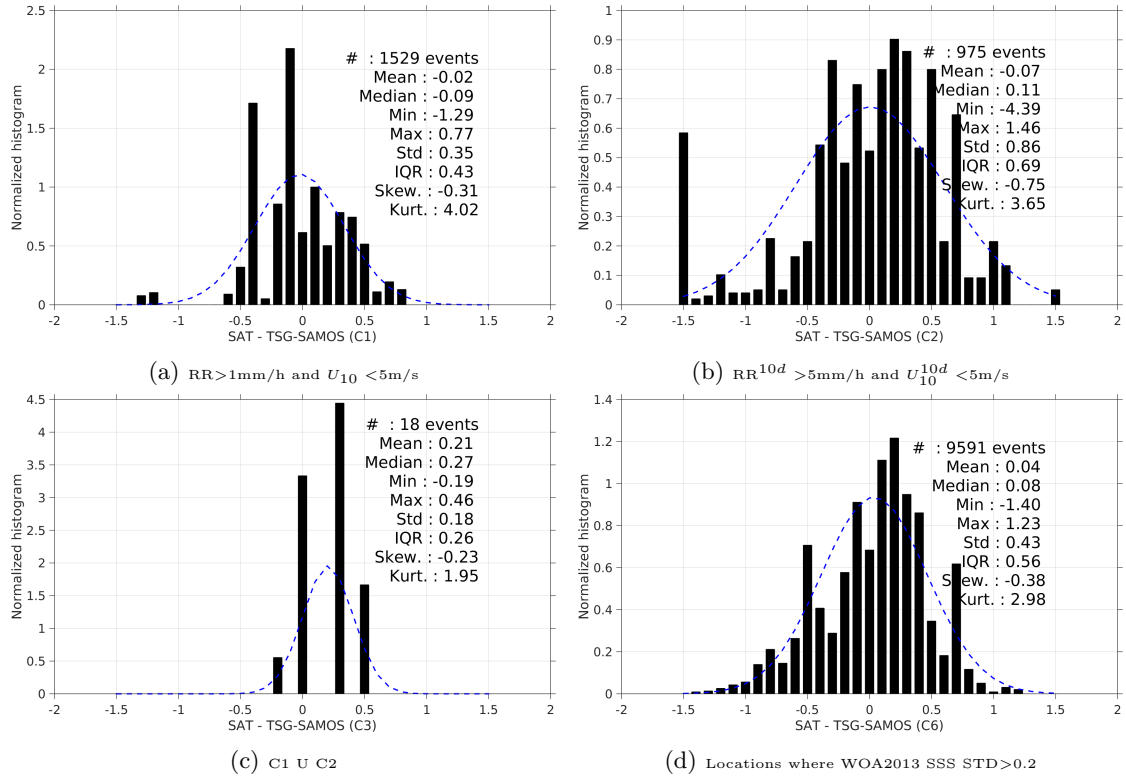 2.5
2
1.5
1
0.5
0
-2 -1.5 -1 -0.5 0 0.5 1 1.5 2
Normalized histogram
SAT - TSG-SAMOS (C1)
# : 1529 events
Mean : -0.02
Median : -0.09
Min : -1.29
Max : 0.77
Std : 0.35
IQR : 0.43
Skew. : -0.31
Kurt. : 4.02
(a) RR>1mm/h and U10 <5m/s
1
0.9
0.8
0.7
0.6
0.5
0.4
0.3
0.2
0.1
0
-2 -1.5 -1 -0.5 0 0.5 1 1.5 2
Normalized histogram
SAT - TSG-SAMOS (C2)
# : 975 events
Mean : -0.07
Median : 0.11
Min : -4.39
Max : 1.46
Std : 0.86
IQR : 0.69
Skew. : -0.75
Kurt. : 3.65
(b) RR^10d >5mm/h and U10^10d <5m/s
4.5
4
3.5
3
2.5
2
1.5
1
0.5
0
-2 -1.5 -1 -0.5 0 0.5 1 1.5 2
Normalized histogram
SAT - TSG-SAMOS (C3)
# : 18 events
Mean : 0.21
Median : 0.27
Min : -0.19
Max : 0.46
Std : 0.18
IQR : 0.26
Skew. : -0.23
Kurt. : 1.95
(c) C1 U C2
1.4
1.2
1
0.8
0.6
0.4
0.2
0
-2 -1.5 -1 -0.5 0 0.5 1 1.5 2
Normalized histogram
SAT - TSG-SAMOS (C6)
# : 9591 events
Mean : 0.04
Median : 0.08
Min : -1.40
Max : 1.23
Std : 0.43
IQR : 0.56
Skew. : -0.38
Kurt. : 2.98
(d) Locations where WOA2013 SSS STD>0.2